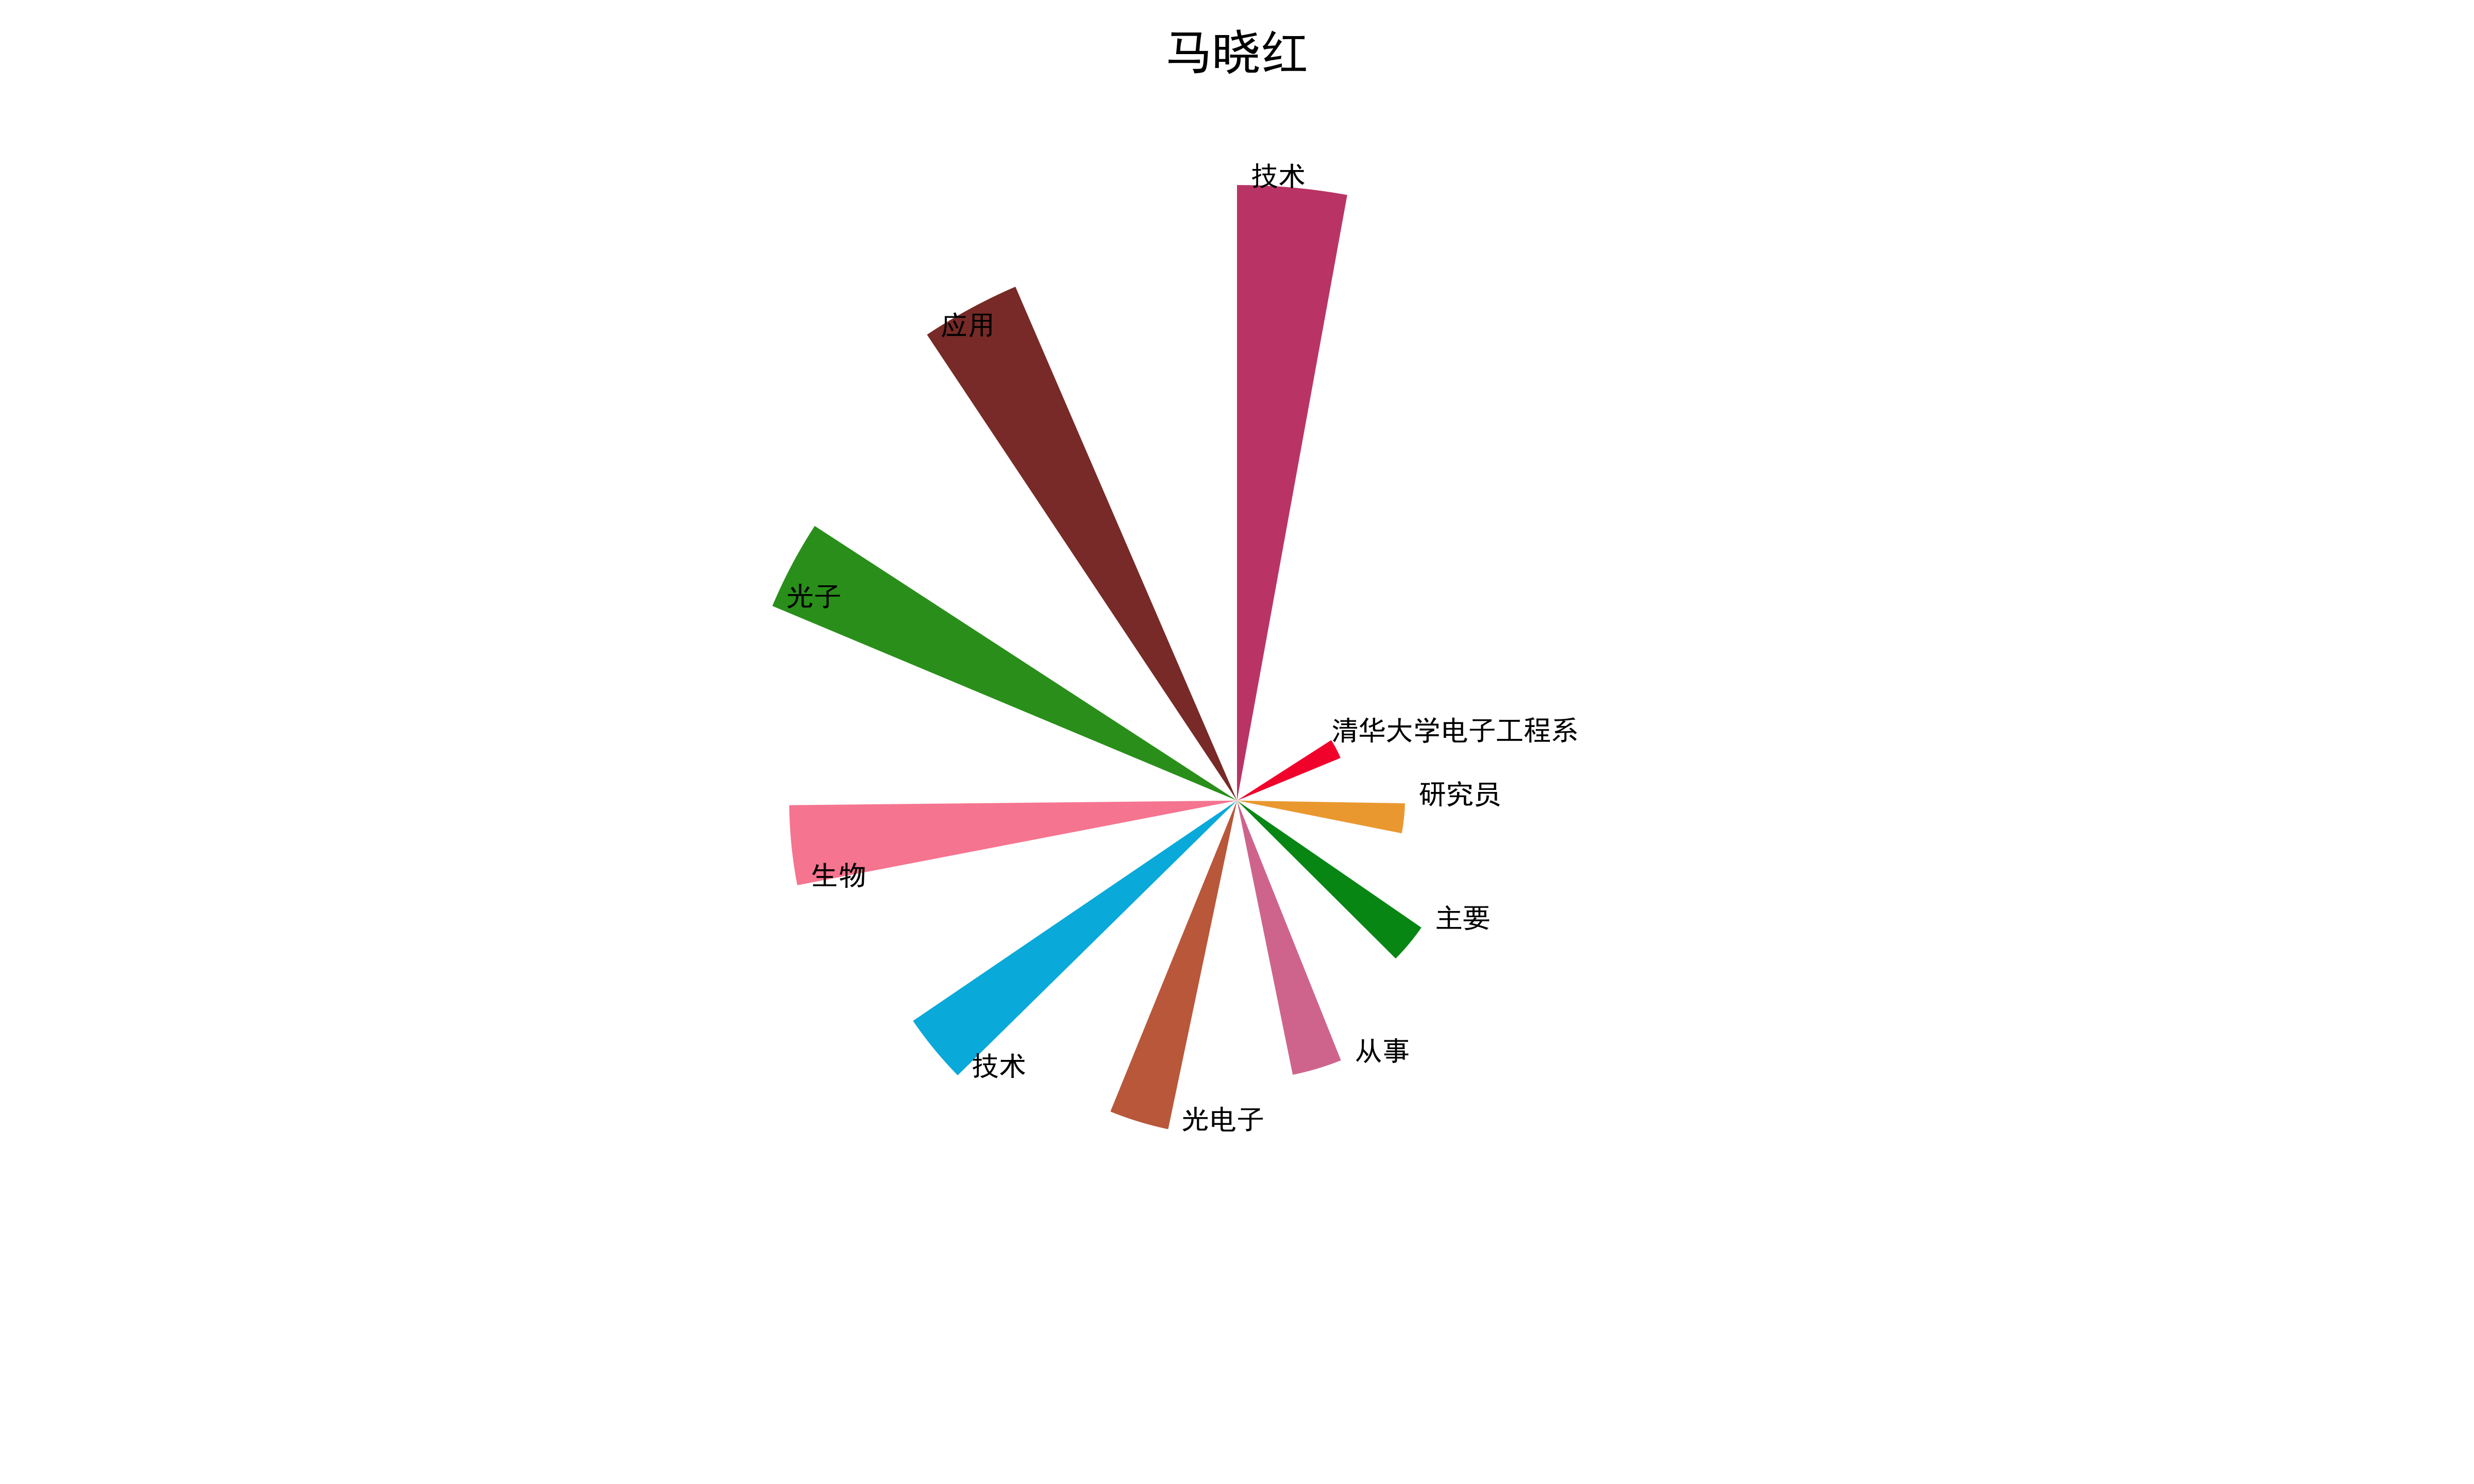 马晓红
技术
应用
光子
清华大学电子工程系
研究员
生物
主要
从事
技术
光电子